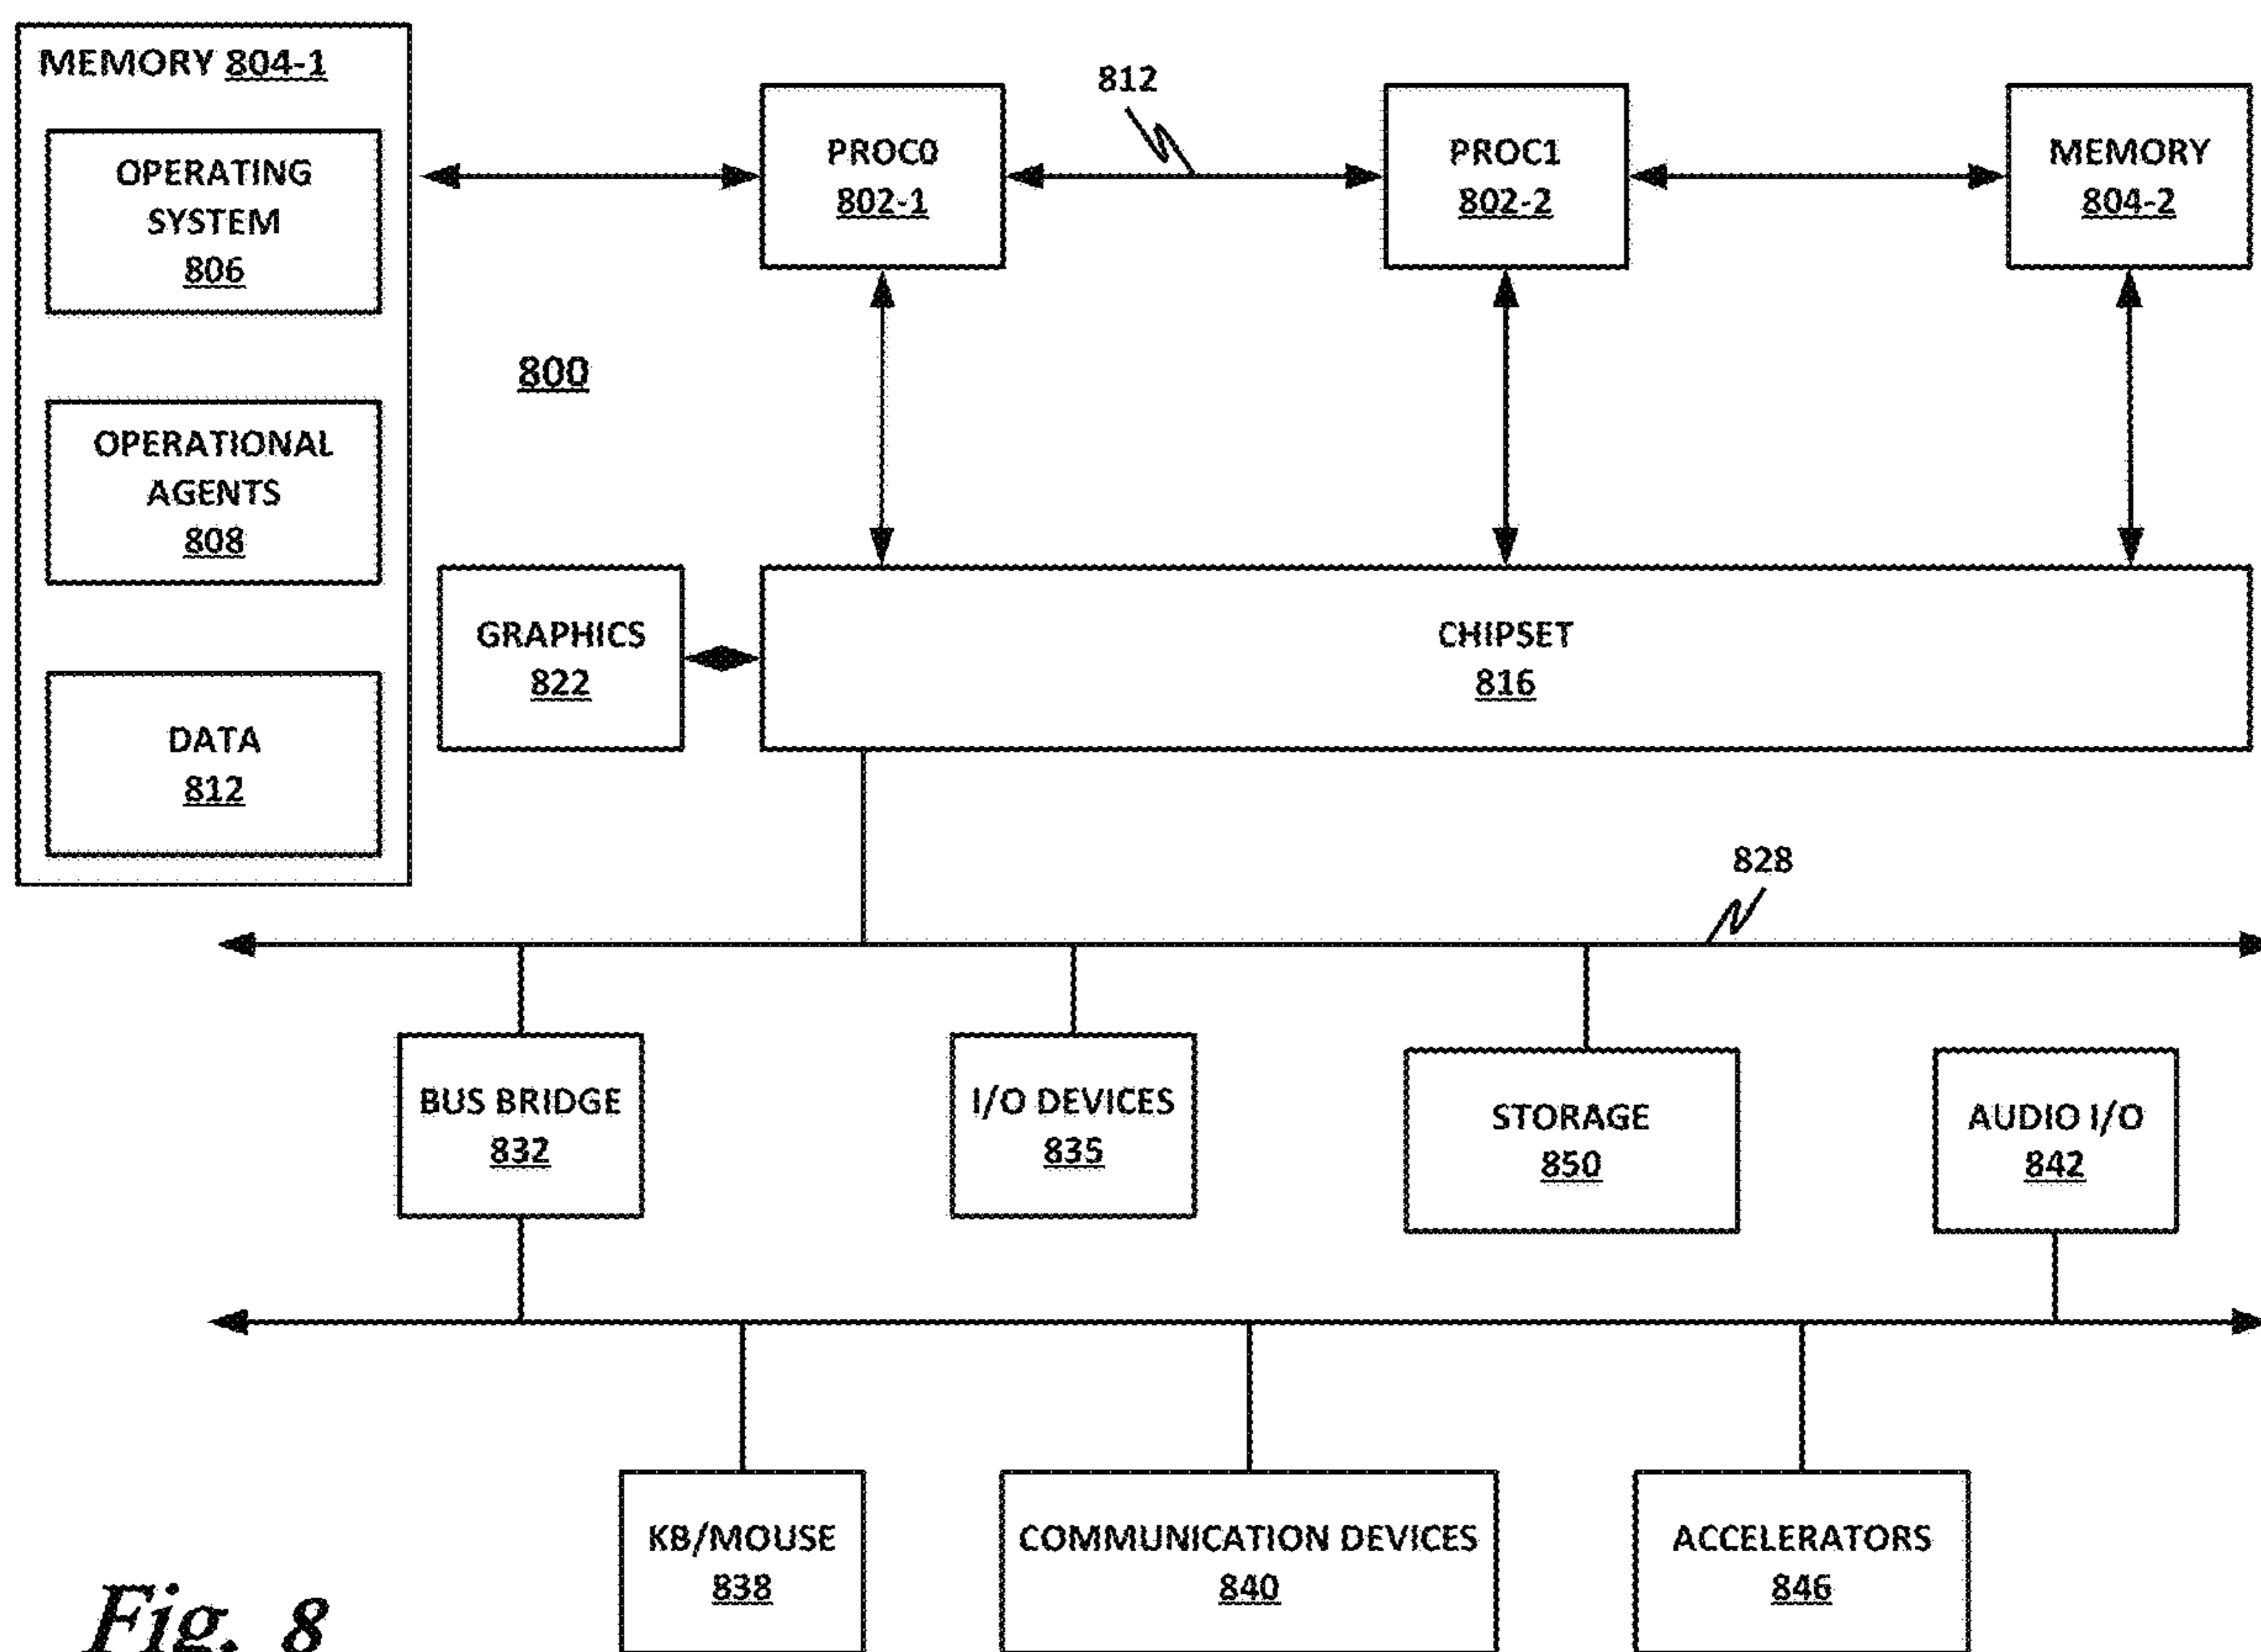 MEMORY 804-1
OPERATING
SYSTEM
806
OPERATIONAL
AGENTS
808
DATA
812
812
PROC0
802-1
PROC1
802-2
MEMORY
804-2
800
GRAPHICS
822
CHIPSET
816
828
BUS BRIDGE
832
I/O DEVICES
835
STORAGE
850
AUDIO I/O
842
KB/MOUSE
838
COMMUNICATION DEVICES
840
ACCELERATORS
846
Fig. 8